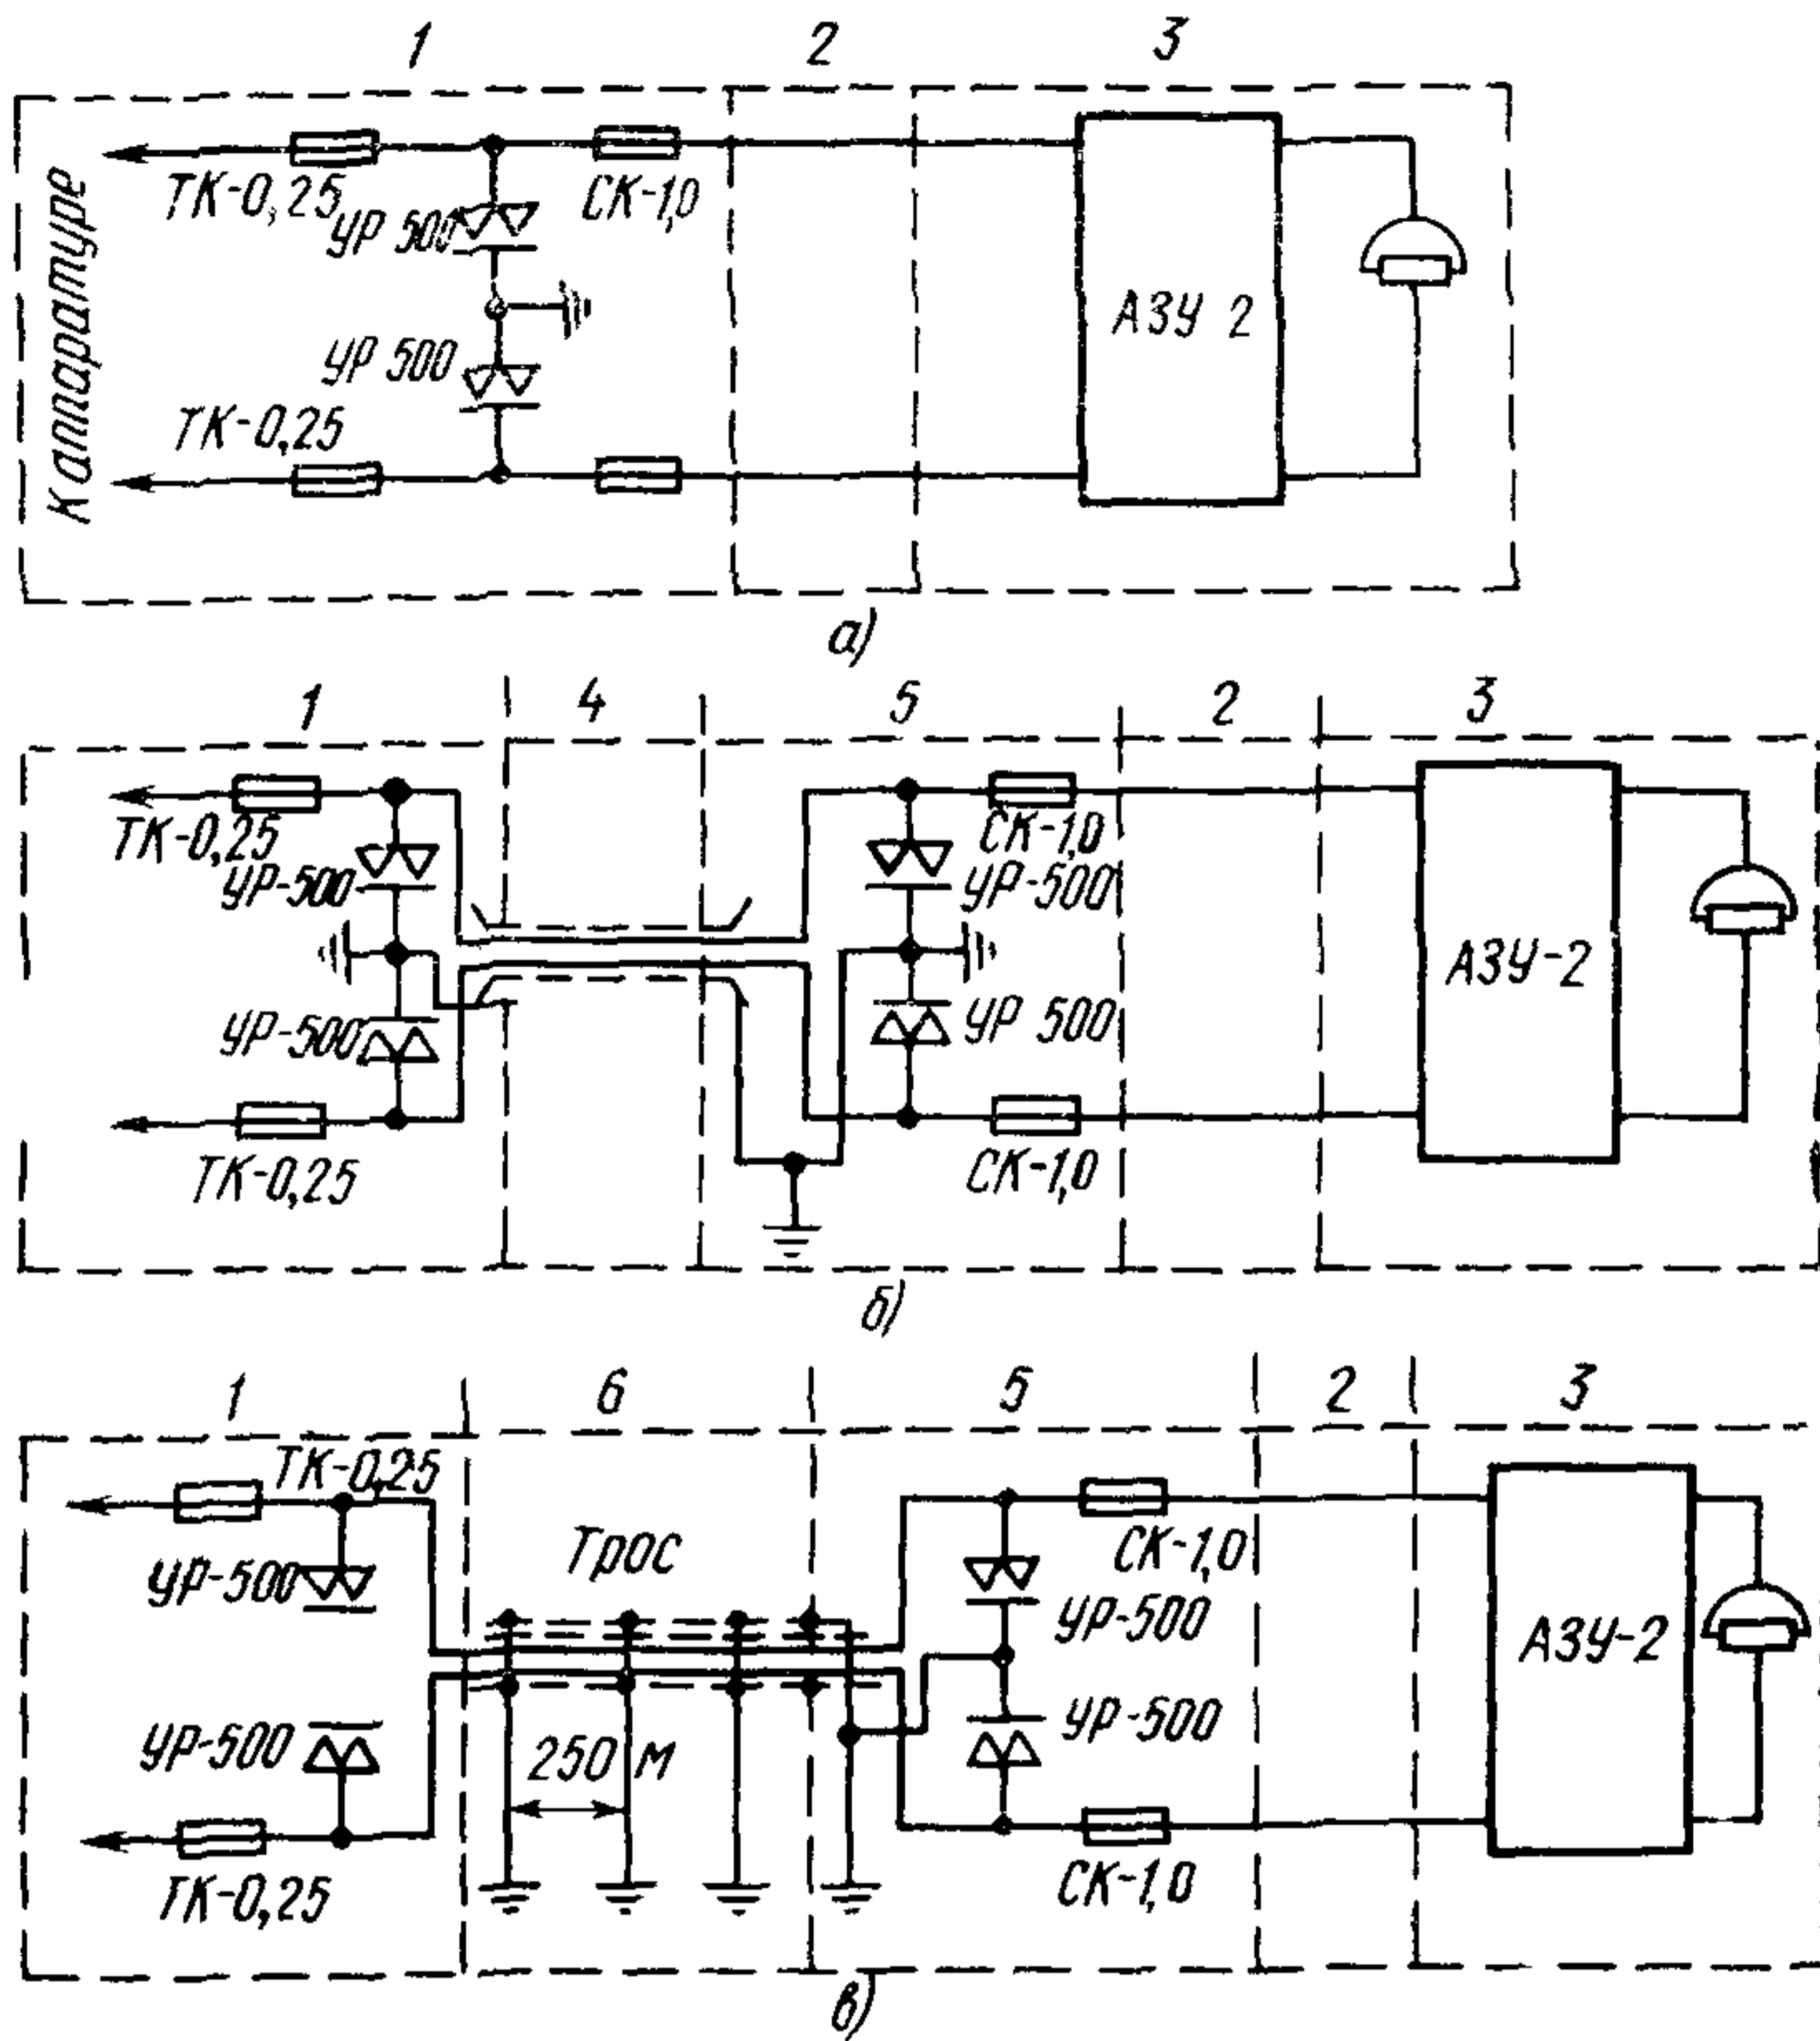 1 2 3
К аппаратуре
ТК-0,25
УР 500
СК-1,0
АЗУ 2
УР 500
ТК-0,25
а)
1 4 5 2 3
ТК-0,25
УР-500
СК-1,0
УР-500
АЗУ-2
УР-500
УР 500
ТК-0,25
СК-1,0
б)
1 6 5 2 3
ТК-0,25
Трос
СК-1,0
УР-500
УР-500
АЗУ-2
УР-500
УР-500
250 м
ТК-0,25
СК-1,0
в)